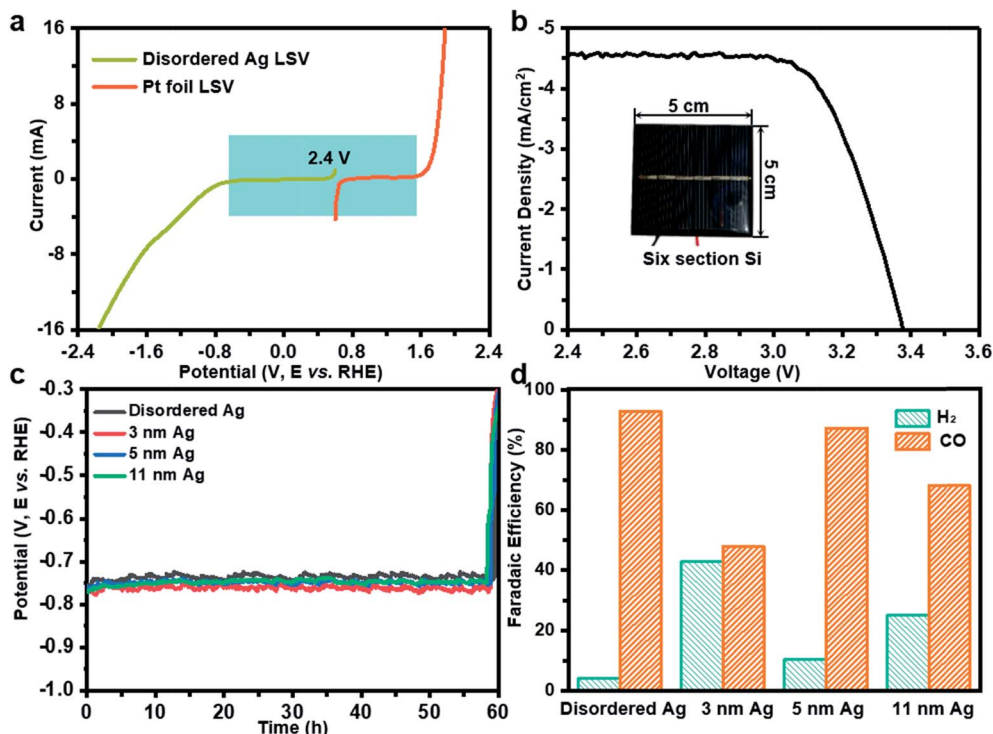 a
16
8
0
-8
-16
Current (mA)
Disordered Ag LSV
Pt foil LSV
2.4 V
-2.4 -1.6 -0.8 0.0 0.8 1.6 2.4
Potential (V, E vs. RHE)
b
-5
-4
-3
-2
-1
0
Current Density (mA/cm²)
5 cm
5 cm
Six section Si
2.4 2.6 2.8 3.0 3.2 3.4 3.6
Voltage (V)
c
-0.3
-0.4
-0.5
-0.6
-0.7
-0.8
-0.9
-1.0
Potential (V, E vs. RHE)
Disordered Ag
3 nm Ag
5 nm Ag
11 nm Ag
0 10 20 30 40 50 60
Time (h)
d
100
80
60
40
20
0
Faradaic Efficiency (%)
H₂
CO
Disordered Ag 3 nm Ag 5 nm Ag 11 nm Ag